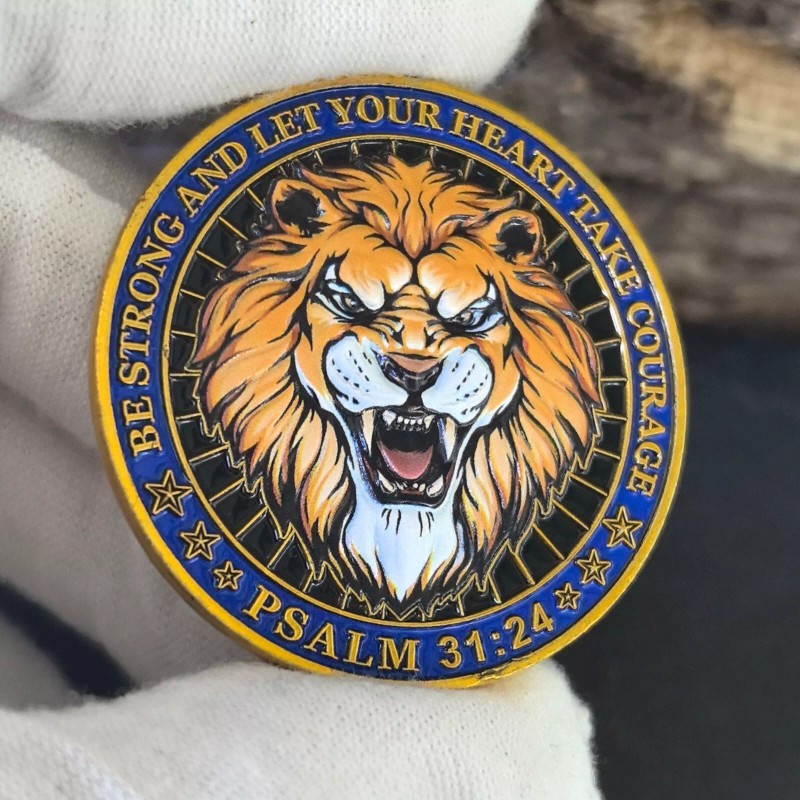 BE STRONG AND LET YOUR HEART TAKE COURAGE
PSALM 31:24